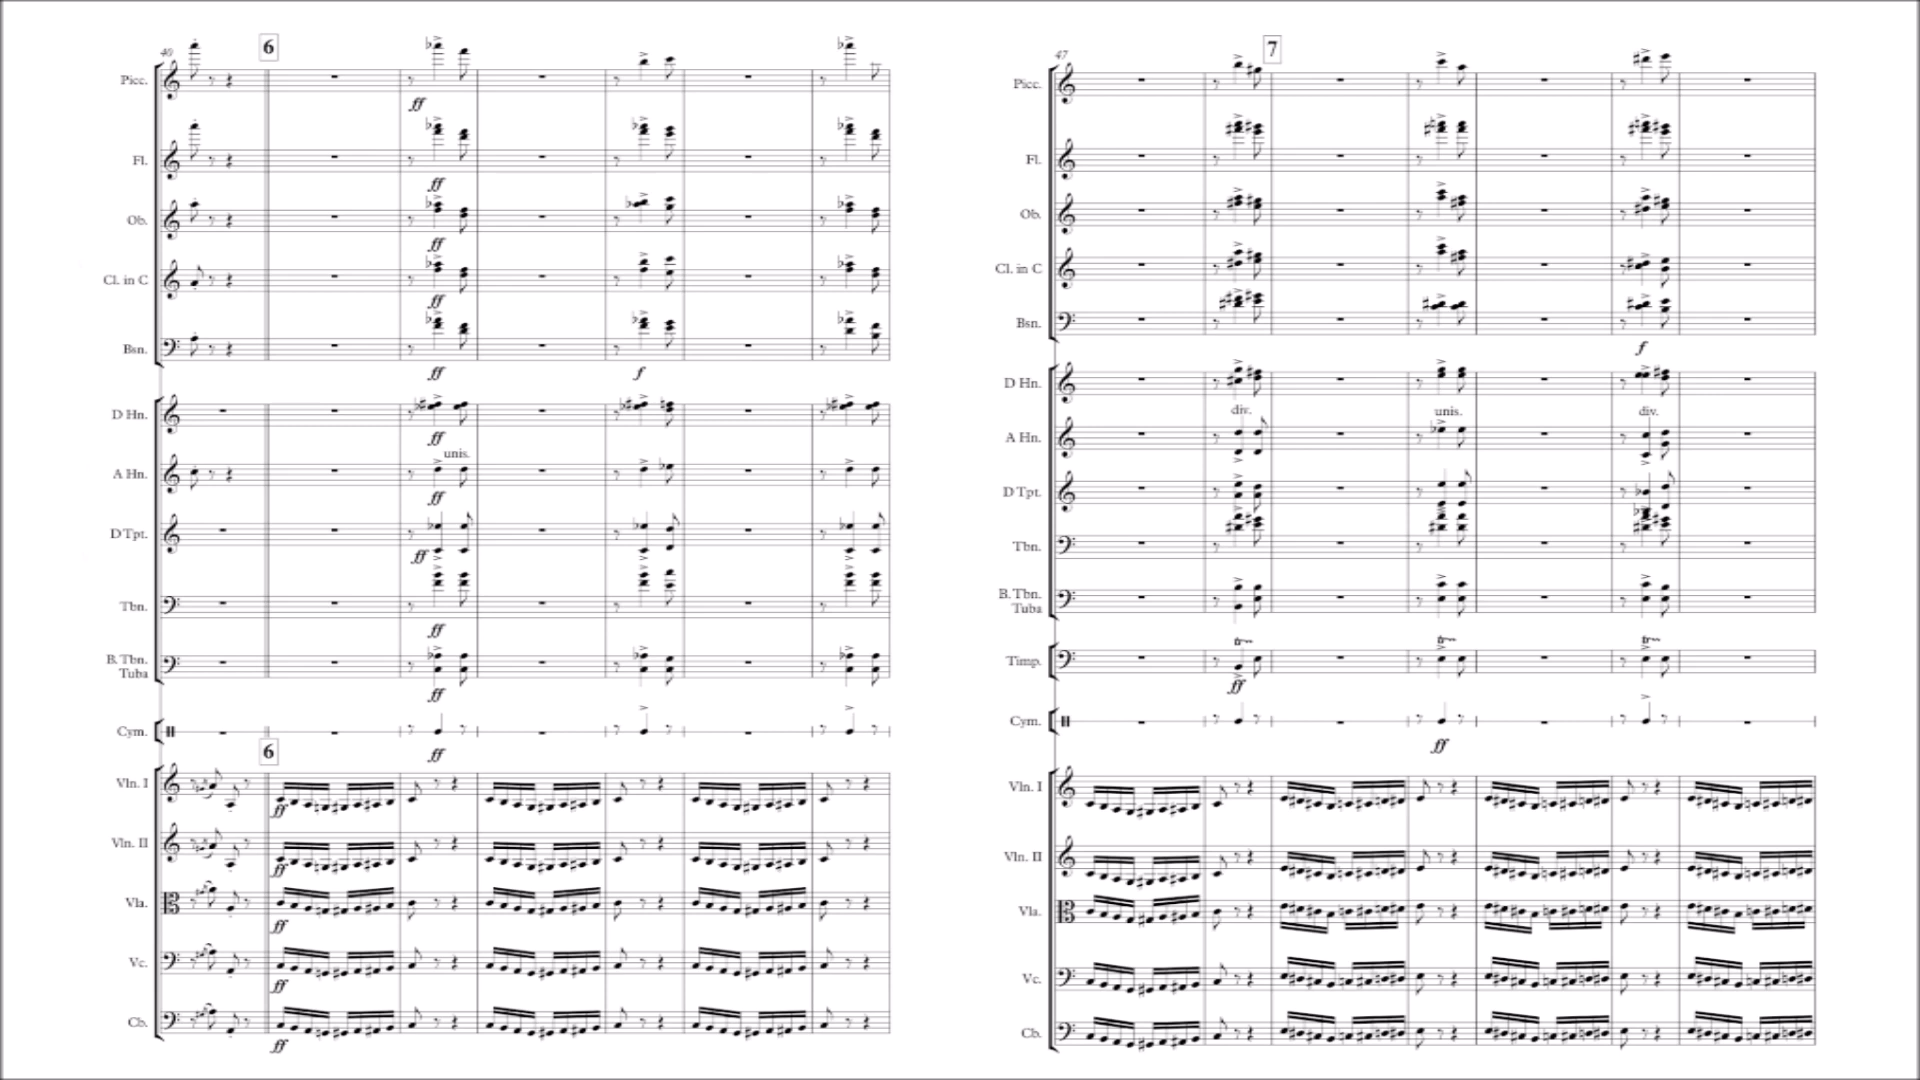 40
6
Picc.
ff
Fl.
ff
Ob.
ff
Cl. in C
ff
Bsn.
ff
f
D Hn.
ff
unis.
A Hn.
ff
D Tpt.
ff
Tbn.
ff
B. Tbn.
Tuba
ff
Cym.
ff
6
Vln. I
ff
Vln. II
ff
Vla.
ff
Vc.
ff
Cb.
ff
47
7
Picc.
Fl.
Ob.
Cl. in C
Bsn.
f
D Hn.
div. unis. div.
A Hn.
D Tpt.
Tbn.
B. Tbn.
Tuba
tr tr tr
Timp.
ff
Cym.
ff
Vln. I
Vln. II
Vla.
Vc.
Cb.